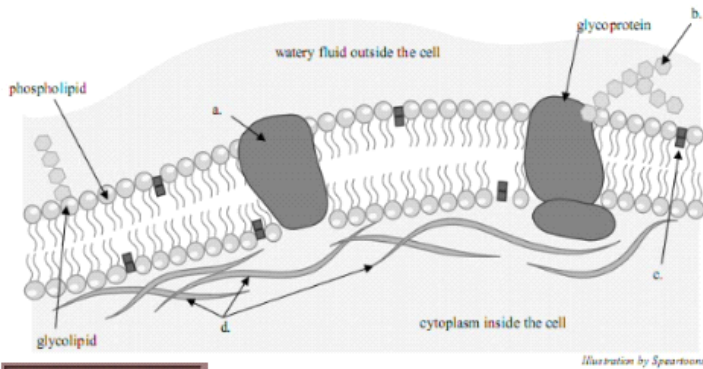 glycoprotein
b.
watery fluid outside the cell
phospholipid
a.
c.
d.
cytoplasm inside the cell
glycolipid
Illustration by Speartoons